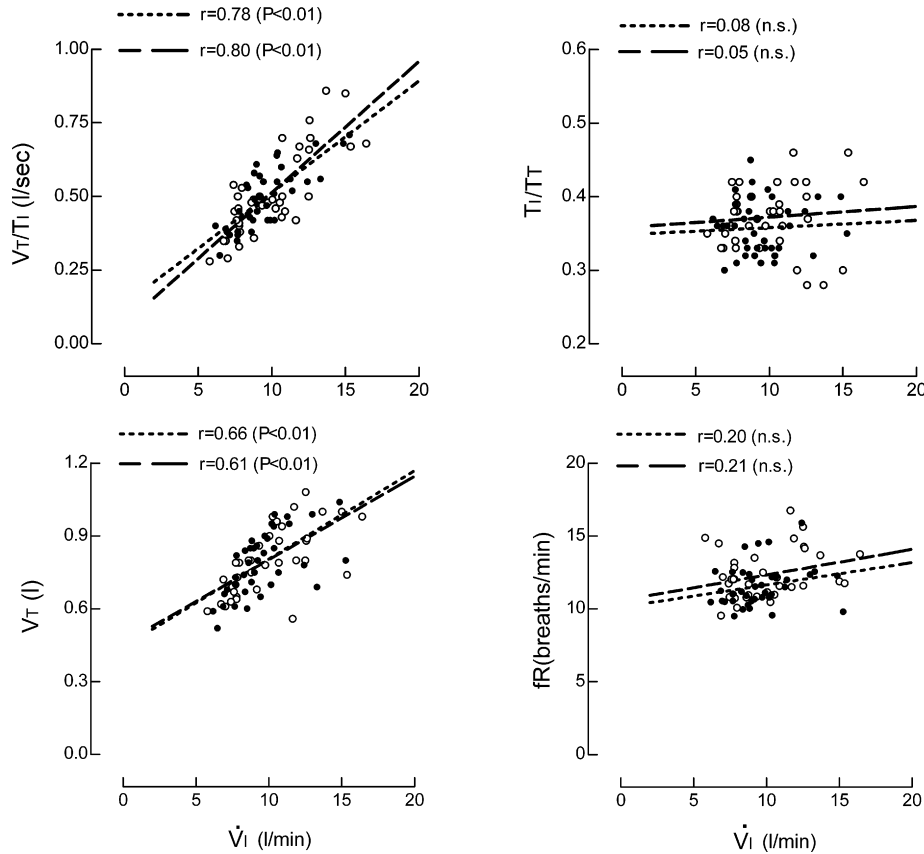 r=0.78 (P<0.01)
r=0.80 (P<0.01)
1.00
0.75
0.50
0.25
0.00
VT/TI (l/sec)
0 5 10 15 20
r=0.08 (n.s.)
r=0.05 (n.s.)
0.6
0.5
0.4
0.3
0.2
TI/TT
0 5 10 15 20
r=0.66 (P<0.01)
r=0.61 (P<0.01)
1.2
0.9
0.6
0.3
0.0
VT (l)
0 5 10 15 20
V̇I (l/min)
r=0.20 (n.s.)
r=0.21 (n.s.)
20
15
10
5
0
fR(breaths/min)
0 5 10 15 20
V̇I (l/min)